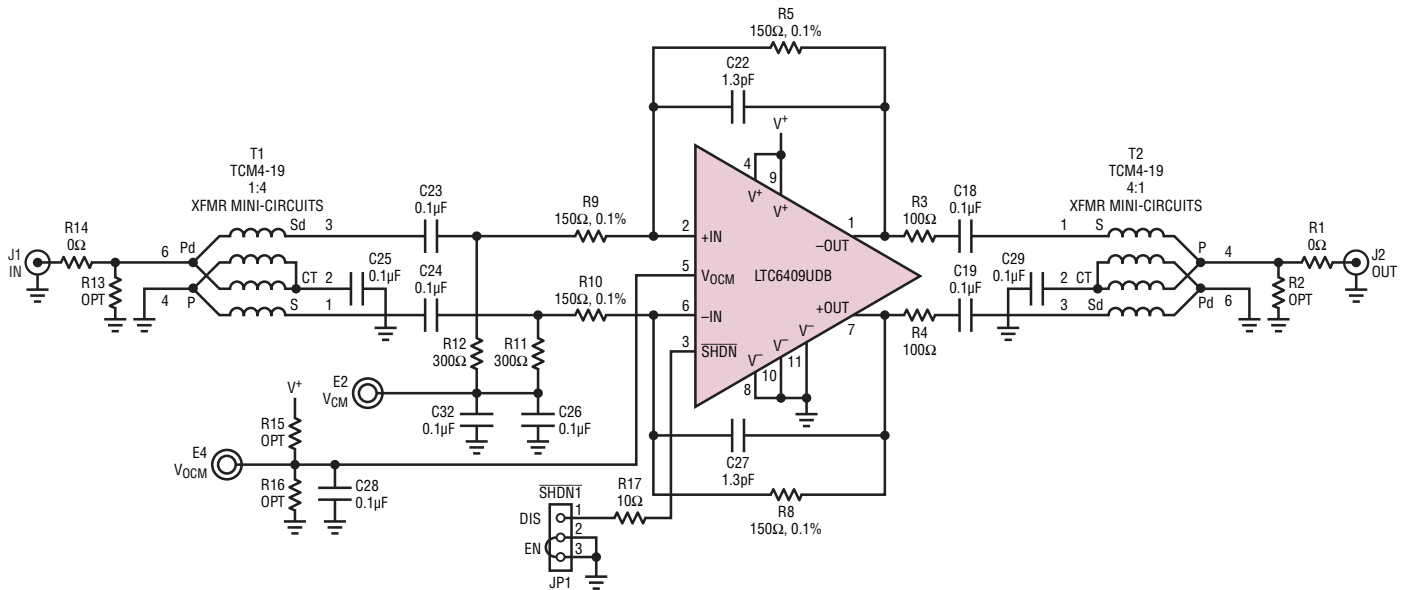 R5
150Ω, 0.1%
C22
1.3pF
V+
T1
TCM4-19
1:4
XFMR MINI-CIRCUITS
T2
TCM4-19
4:1
XFMR MINI-CIRCUITS
4
9
V+
V+
C23
0.1µF
R9
150Ω, 0.1%
R3
100Ω
C18
0.1µF
R14
0Ω
J1
IN
R13
OPT
6
Pd
4
P
Sd
3
CT
2
S
1
C25
0.1µF
C24
0.1µF
R10
150Ω, 0.1%
2
+IN
5
VOCM
6
–IN
3
SHDN
LTC6409UDB
1
–OUT
+OUT
7
V–
V–
V–
8
10
11
R4
100Ω
C19
0.1µF
C29
0.1µF
1
S
2
CT
3
Sd
P
4
Pd
6
R1
0Ω
J2
OUT
R2
OPT
R12
300Ω
R11
300Ω
E2
VCM
C32
0.1µF
C26
0.1µF
V+
R15
OPT
E4
VOCM
R16
OPT
C28
0.1µF
C27
1.3pF
R8
150Ω, 0.1%
SHDN1
R17
10Ω
DIS
1
2
EN
3
JP1